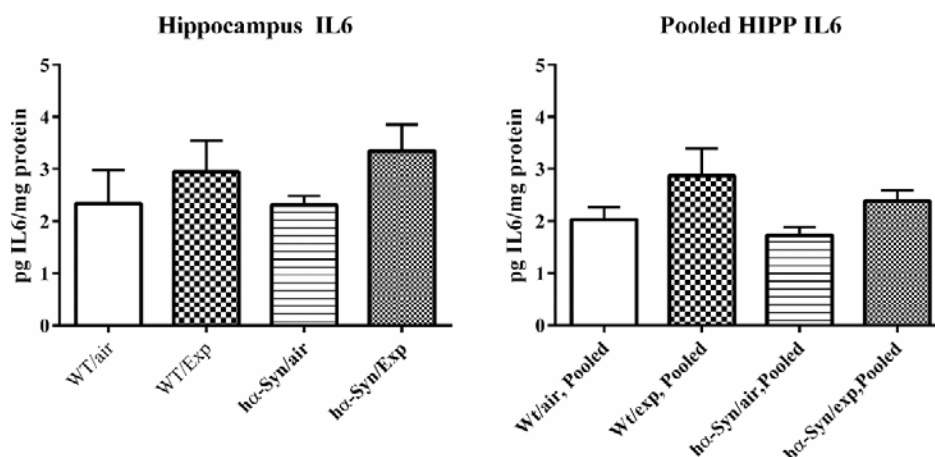 Hippocampus IL6
pg IL6/mg protein
5
4
3
2
1
0
WT/air
WT/Exp
hα-Syn/air
hα-Syn/Exp
Pooled HIPP IL6
pg IL6/mg protein
5
4
3
2
1
0
Wt/air, Pooled
Wt/exp, Pooled
hα-Syn/air,Pooled
hα-Syn/exp,Pooled